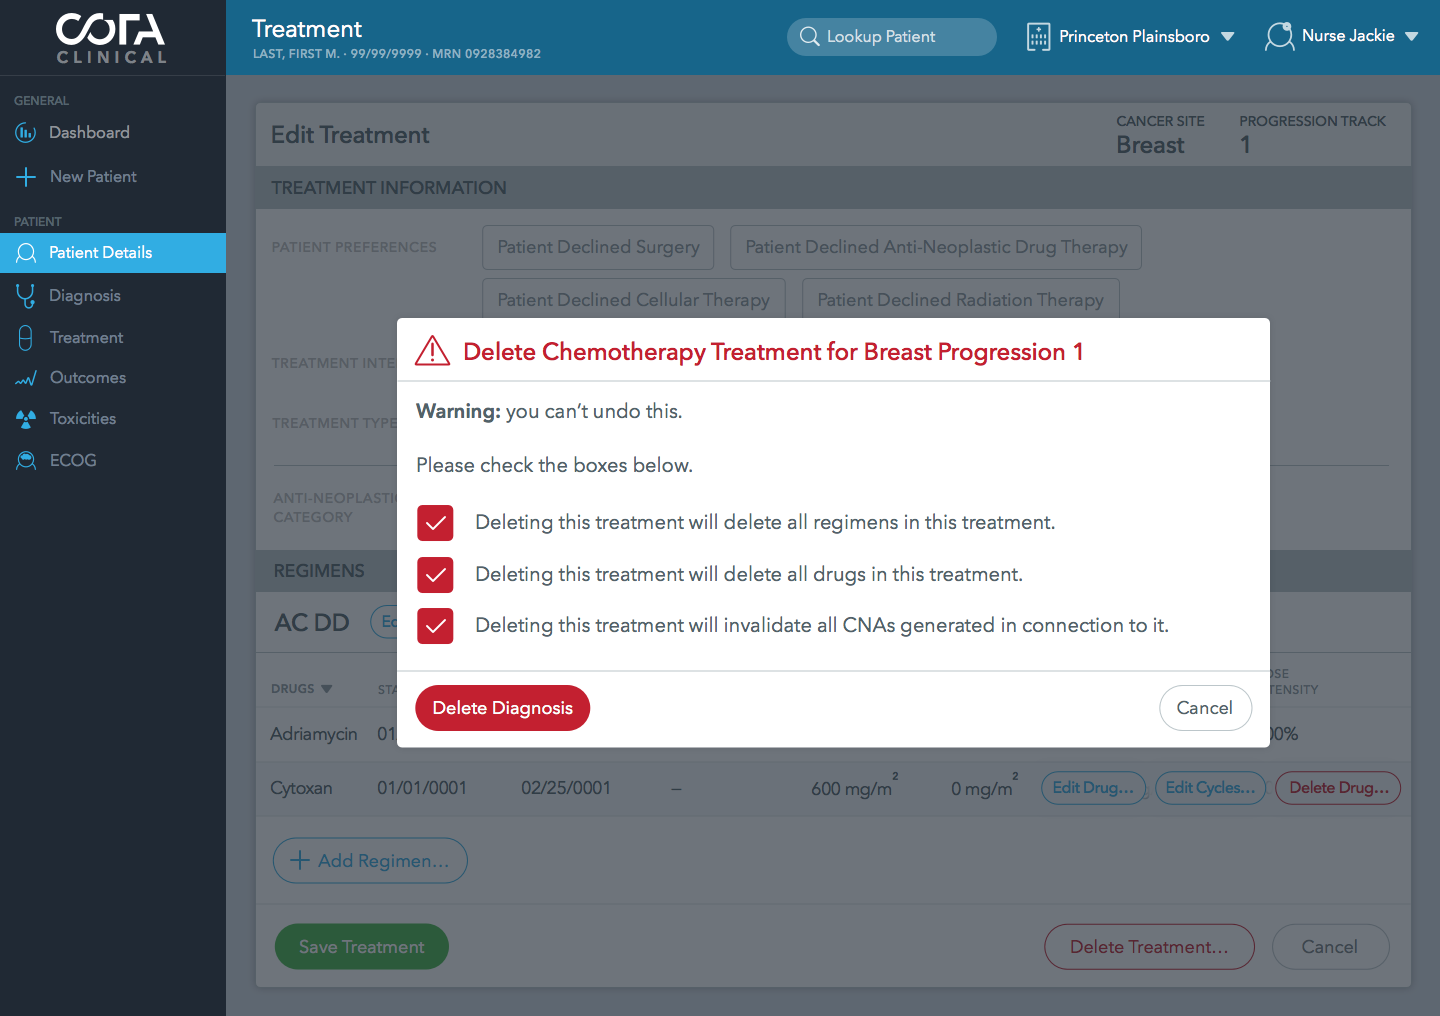 COTA
CLINICAL
Treatment
LAST, FIRST M. · 99/99/9999 · MRN 0928384982
Lookup Patient
Princeton Plainsboro
Nurse Jackie
GENERAL
Dashboard
New Patient
PATIENT
Patient Details
Diagnosis
Treatment
Outcomes
Toxicities
ECOG
Edit Treatment
CANCER SITE
Breast
PROGRESSION TRACK
1
TREATMENT INFORMATION
PATIENT PREFERENCES
Patient Declined Surgery
Patient Declined Anti-Neoplastic Drug Therapy
Patient Declined Cellular Therapy
Patient Declined Radiation Therapy
TREATMENT INTE
TREATMENT TYPE
ANTI-NEOPLASTIC
CATEGORY
Delete Chemotherapy Treatment for Breast Progression 1
Warning: you can’t undo this.
Please check the boxes below.
Deleting this treatment will delete all regimens in this treatment.
Deleting this treatment will delete all drugs in this treatment.
Deleting this treatment will invalidate all CNAs generated in connection to it.
Delete Diagnosis
Cancel
REGIMENS
AC DD
Ed
DRUGS
STA
OSE
TENSITY
Adriamycin 01
00%
Cytoxan 01/01/0001 02/25/0001 – 600 mg/m² 0 mg/m² Edit Drug... Edit Cycles... Delete Drug...
Add Regimen...
Save Treatment
Delete Treatment...
Cancel